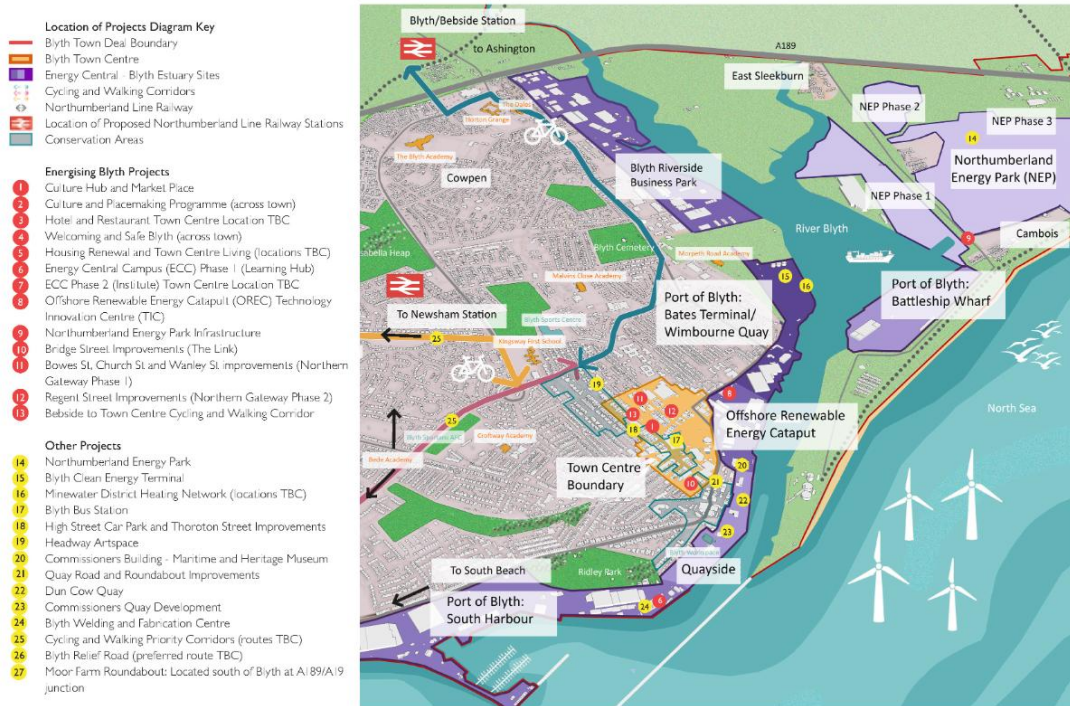 Location of Projects Diagram Key
Blyth Town Deal Boundary
Blyth Town Centre
Energy Central - Blyth Estuary Sites
Cycling and Walking Corridors
Northumberland Line Railway
Location of Proposed Northumberland Line Railway Stations
Conservation Areas
Energising Blyth Projects
1 Culture Hub and Market Place
2 Culture and Placemaking Programme (across town)
3 Hotel and Restaurant Town Centre Location TBC
4 Welcoming and Safe Blyth (across town)
5 Housing Renewal and Town Centre Living (locations TBC)
6 Energy Central Campus (ECC) Phase 1 (Learning Hub)
7 ECC Phase 2 (Institute) Town Centre Location TBC
8 Offshore Renewable Energy Catapult (OREC) Technology
Innovation Centre (TIC)
9 Northumberland Energy Park Infrastructure
10 Bridge Street Improvements (The Link)
11 Bowes St, Church St and Wanley St improvements (Northern
Gateway Phase 1)
12 Regent Street Improvements (Northern Gateway Phase 2)
13 Bebside to Town Centre Cycling and Walking Corridor
Other Projects
14 Northumberland Energy Park
15 Blyth Clean Energy Terminal
16 Minewater District Heating Network (locations TBC)
17 Blyth Bus Station
18 High Street Car Park and Thoroton Street Improvements
19 Headway Artspace
20 Commissioners Building - Maritime and Heritage Museum
21 Quay Road and Roundabout Improvements
22 Dun Cow Quay
23 Commissioners Quay Development
24 Blyth Welding and Fabrication Centre
25 Cycling and Walking Priority Corridors (routes TBC)
26 Blyth Relief Road (preferred route TBC)
27 Moor Farm Roundabout: Located south of Blyth at A189/A19
junction
Blyth/Bebside Station
to Ashington
A189
East Sleekburn
NEP Phase 2
NEP Phase 3
14
Northumberland
Energy Park (NEP)
The Dales
Horton Grange
The Blyth Academy
Cowpen
Blyth Riverside
Business Park
NEP Phase 1
River Blyth
9
Cambois
Isabella Heap
Blyth Cemetery
Morpeth Road Academy
Malvins Close Academy
15
16
Port of Blyth:
Bates Terminal/
Wimbourne Quay
Port of Blyth:
Battleship Wharf
To Newsham Station
Blyth Sports Centre
25
Kingsway First School
19
North Sea
11
12
13
1
18
17
8
Offshore Renewable
Energy Cataput
25
Blyth Spartans AFC
Croftway Academy
Bede Academy
Town Centre
Boundary
10
20
21
22
23
Quayside
To South Beach
Ridley Park
Port of Blyth:
South Harbour
24
6